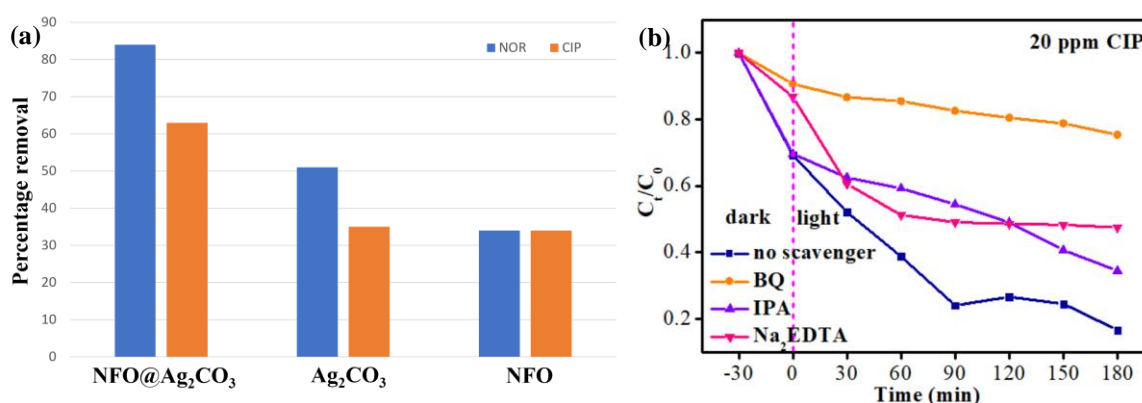 (a)
90
80
70
60
50
40
30
20
10
0
Percentage removal
NOR CIP
NFO@Ag₂CO₃ Ag₂CO₃ NFO
(b)
20 ppm CIP
1.0
0.8
0.6
0.4
0.2
Cₜ/C₀
dark light
no scavenger
BQ
IPA
Na₂EDTA
-30 0 30 60 90 120 150 180
Time (min)